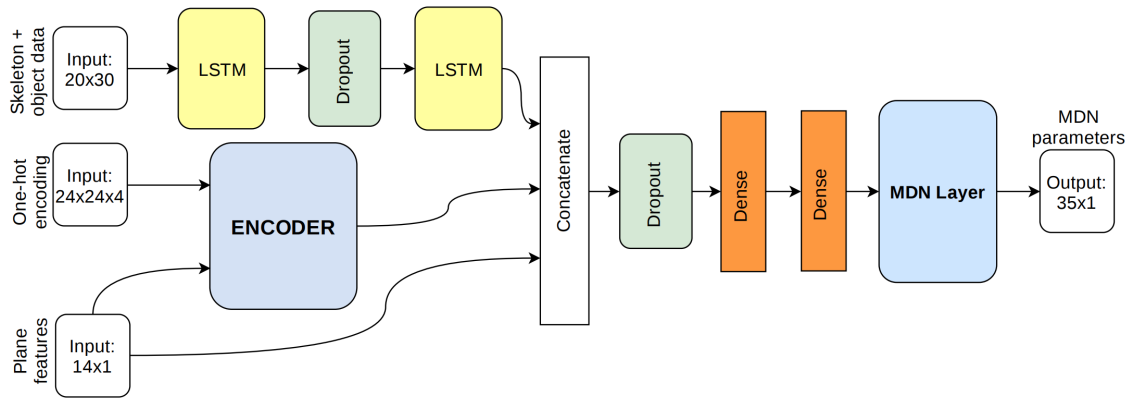 Skeleton +
object data
Input:
20x30
LSTM
Dropout
LSTM
One-hot
encoding
Input:
24x24x4
ENCODER
Plane
features
Input:
14x1
Concatenate
Dropout
Dense
Dense
MDN Layer
MDN
parameters
Output:
35x1